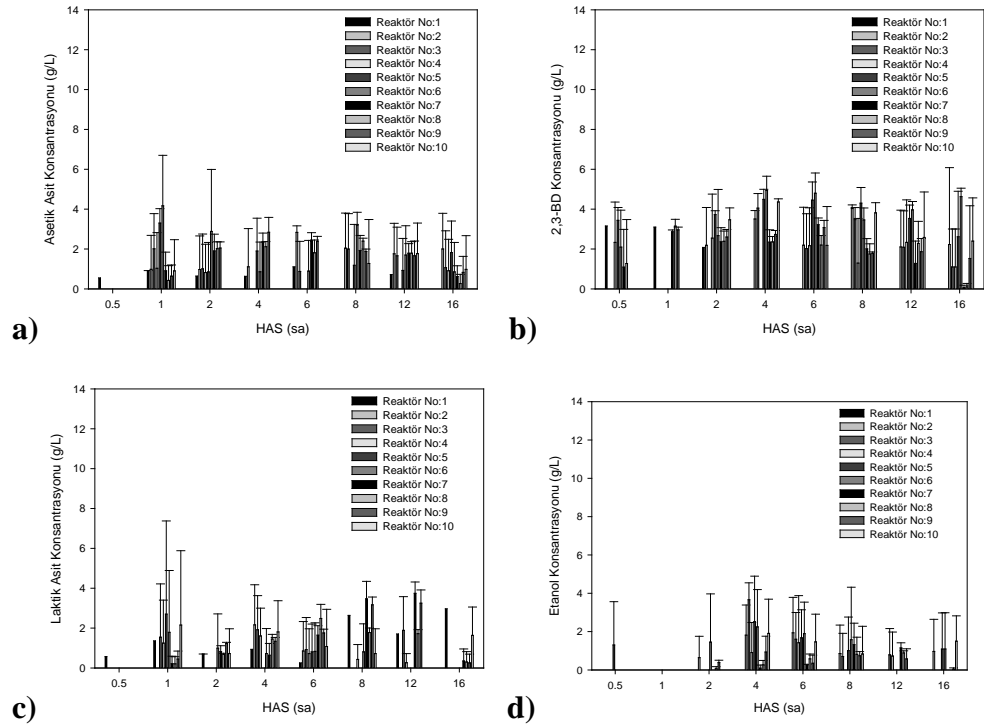 Asetik Asit Konsantrasyonu (g/L)
14
12
10
8
6
4
2
0
Reaktör No:1
Reaktör No:2
Reaktör No:3
Reaktör No:4
Reaktör No:5
Reaktör No:6
Reaktör No:7
Reaktör No:8
Reaktör No:9
Reaktör No:10
0.5 1 2 4 6 8 12 16
HAS (sa)
a)
2,3-BD Konsantrasyonu (g/L)
14
12
10
8
6
4
2
0
Reaktör No:1
Reaktör No:2
Reaktör No:3
Reaktör No:4
Reaktör No:5
Reaktör No:6
Reaktör No:7
Reaktör No:8
Reaktör No:9
Reaktör No:10
0.5 1 2 4 6 8 12 16
HAS (sa)
b)
Laktik Asit Konsantrasyonu (g/L)
14
12
10
8
6
4
2
0
Reaktör No:1
Reaktör No:2
Reaktör No:3
Reaktör No:4
Reaktör No:5
Reaktör No:6
Reaktör No:7
Reaktör No:8
Reaktör No:9
Reaktör No:10
0.5 1 2 4 6 8 12 16
HAS (sa)
c)
Etanol Konsantrasyonu (g/L)
14
12
10
8
6
4
2
0
Reaktör No:1
Reaktör No:2
Reaktör No:3
Reaktör No:4
Reaktör No:5
Reaktör No:6
Reaktör No:7
Reaktör No:8
Reaktör No:9
Reaktör No:10
0.5 1 2 4 6 8 12 16
HAS (sa)
d)